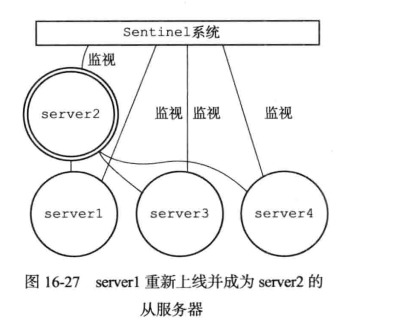 Sentinel系统
监视
server2
监视 监视 监视
server1 server3 server4
图 16-27 server1 重新上线并成为 server2 的
从服务器